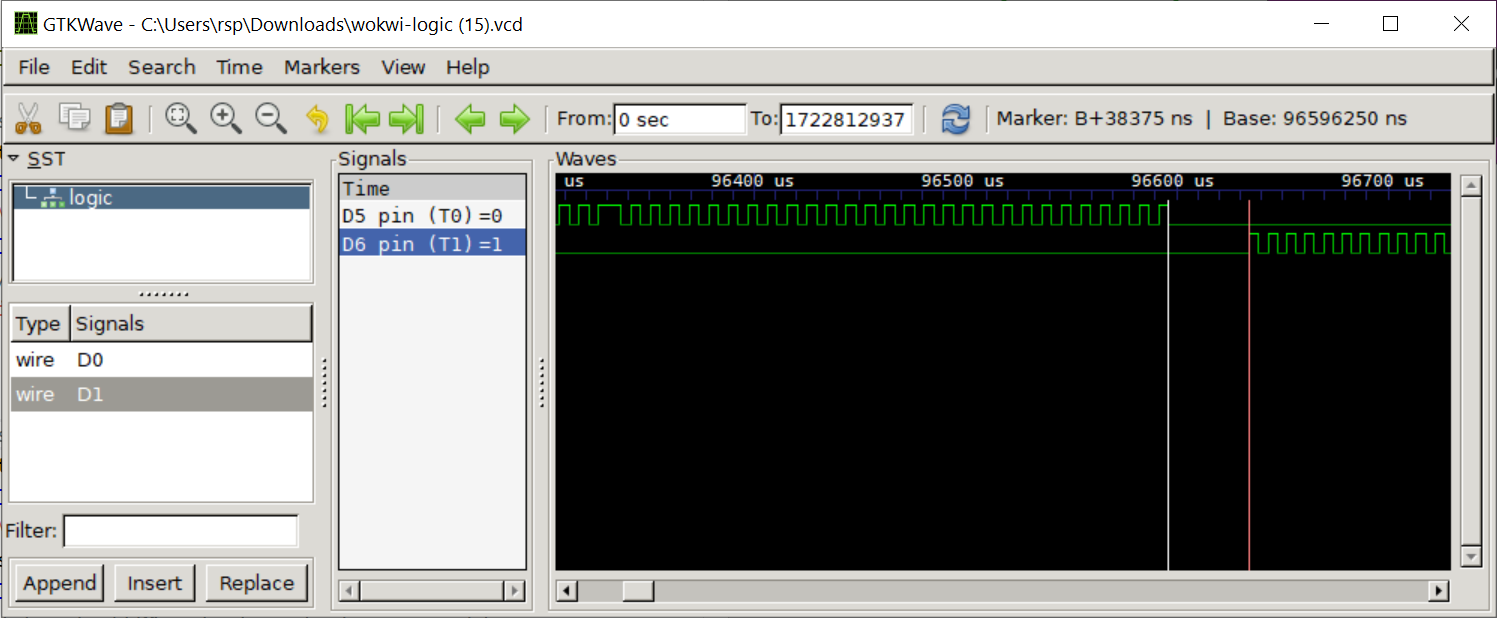 GTKWave - C:\Users\rsp\Downloads\wokwi-logic (15).vcd
File Edit Search Time Markers View Help
From: 0 sec To: 1722812937 Marker: B+38375 ns | Base: 96596250 ns
SST
logic
Type Signals
wire D0
wire D1
Filter:
Append Insert Replace
Signals
Time
D5 pin (T0)=0
D6 pin (T1)=1
Waves
us 96400 us 96500 us 96600 us 96700 us